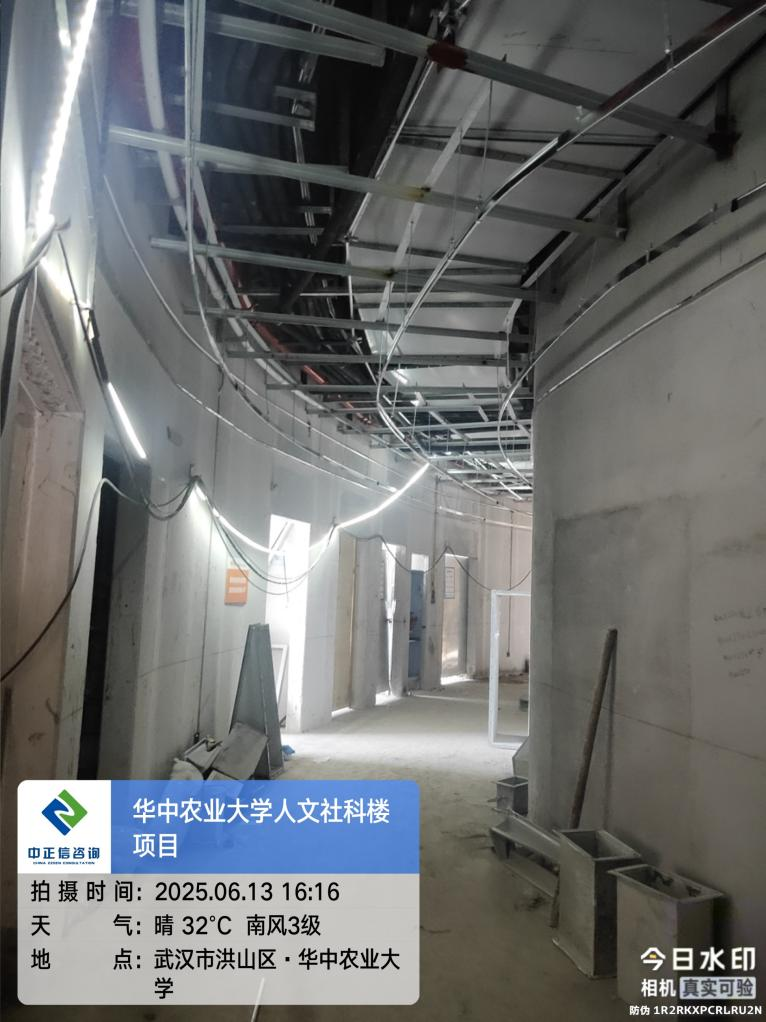 中正信咨询
CHINA ZZXIN CONSULTATION
华中农业大学人文社科楼
项目
拍摄时间：2025.06.13 16:16
天气：晴 32℃ 南风3级
地点：武汉市洪山区·华中农业大
学
今日水印
相机 真实可验
防伪 1R2RKXPCRLRU2N